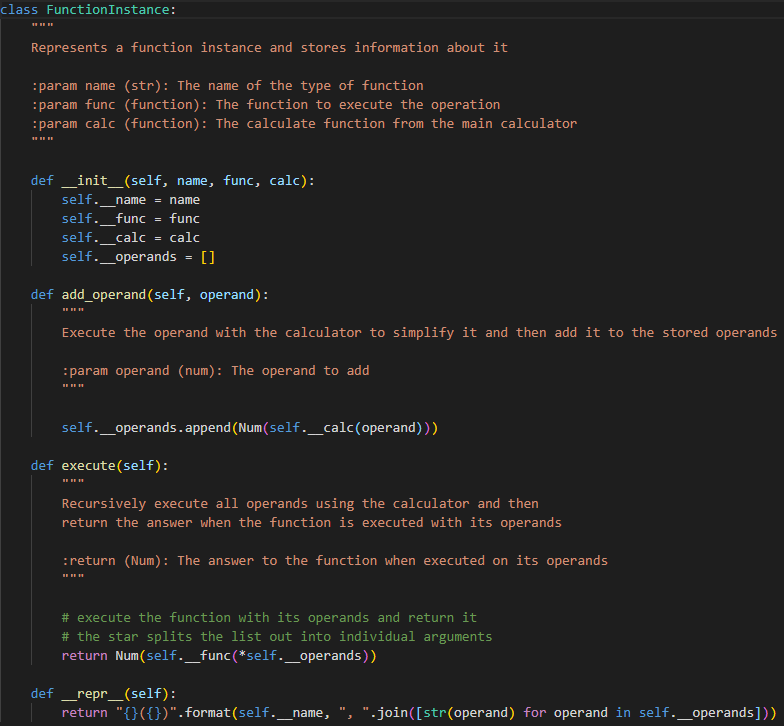 class FunctionInstance:
    """
    Represents a function instance and stores information about it

    :param name (str): The name of the type of function
    :param func (function): The function to execute the operation
    :param calc (function): The calculate function from the main calculator
    """

    def __init__(self, name, func, calc):
        self.__name = name
        self.__func = func
        self.__calc = calc
        self.__operands = []

    def add_operand(self, operand):
        """
        Execute the operand with the calculator to simplify it and then add it to the stored operands

        :param operand (num): The operand to add
        """

        self.__operands.append(Num(self.__calc(operand)))

    def execute(self):
        """
        Recursively execute all operands using the calculator and then
        return the answer when the function is executed with its operands

        :return (Num): The answer to the function when executed on its operands
        """

        # execute the function with its operands and return it
        # the star splits the list out into individual arguments
        return Num(self.__func(*self.__operands))

    def __repr__(self):
        return "{}({})".format(self.__name, ", ".join([str(operand) for operand in self.__operands]))